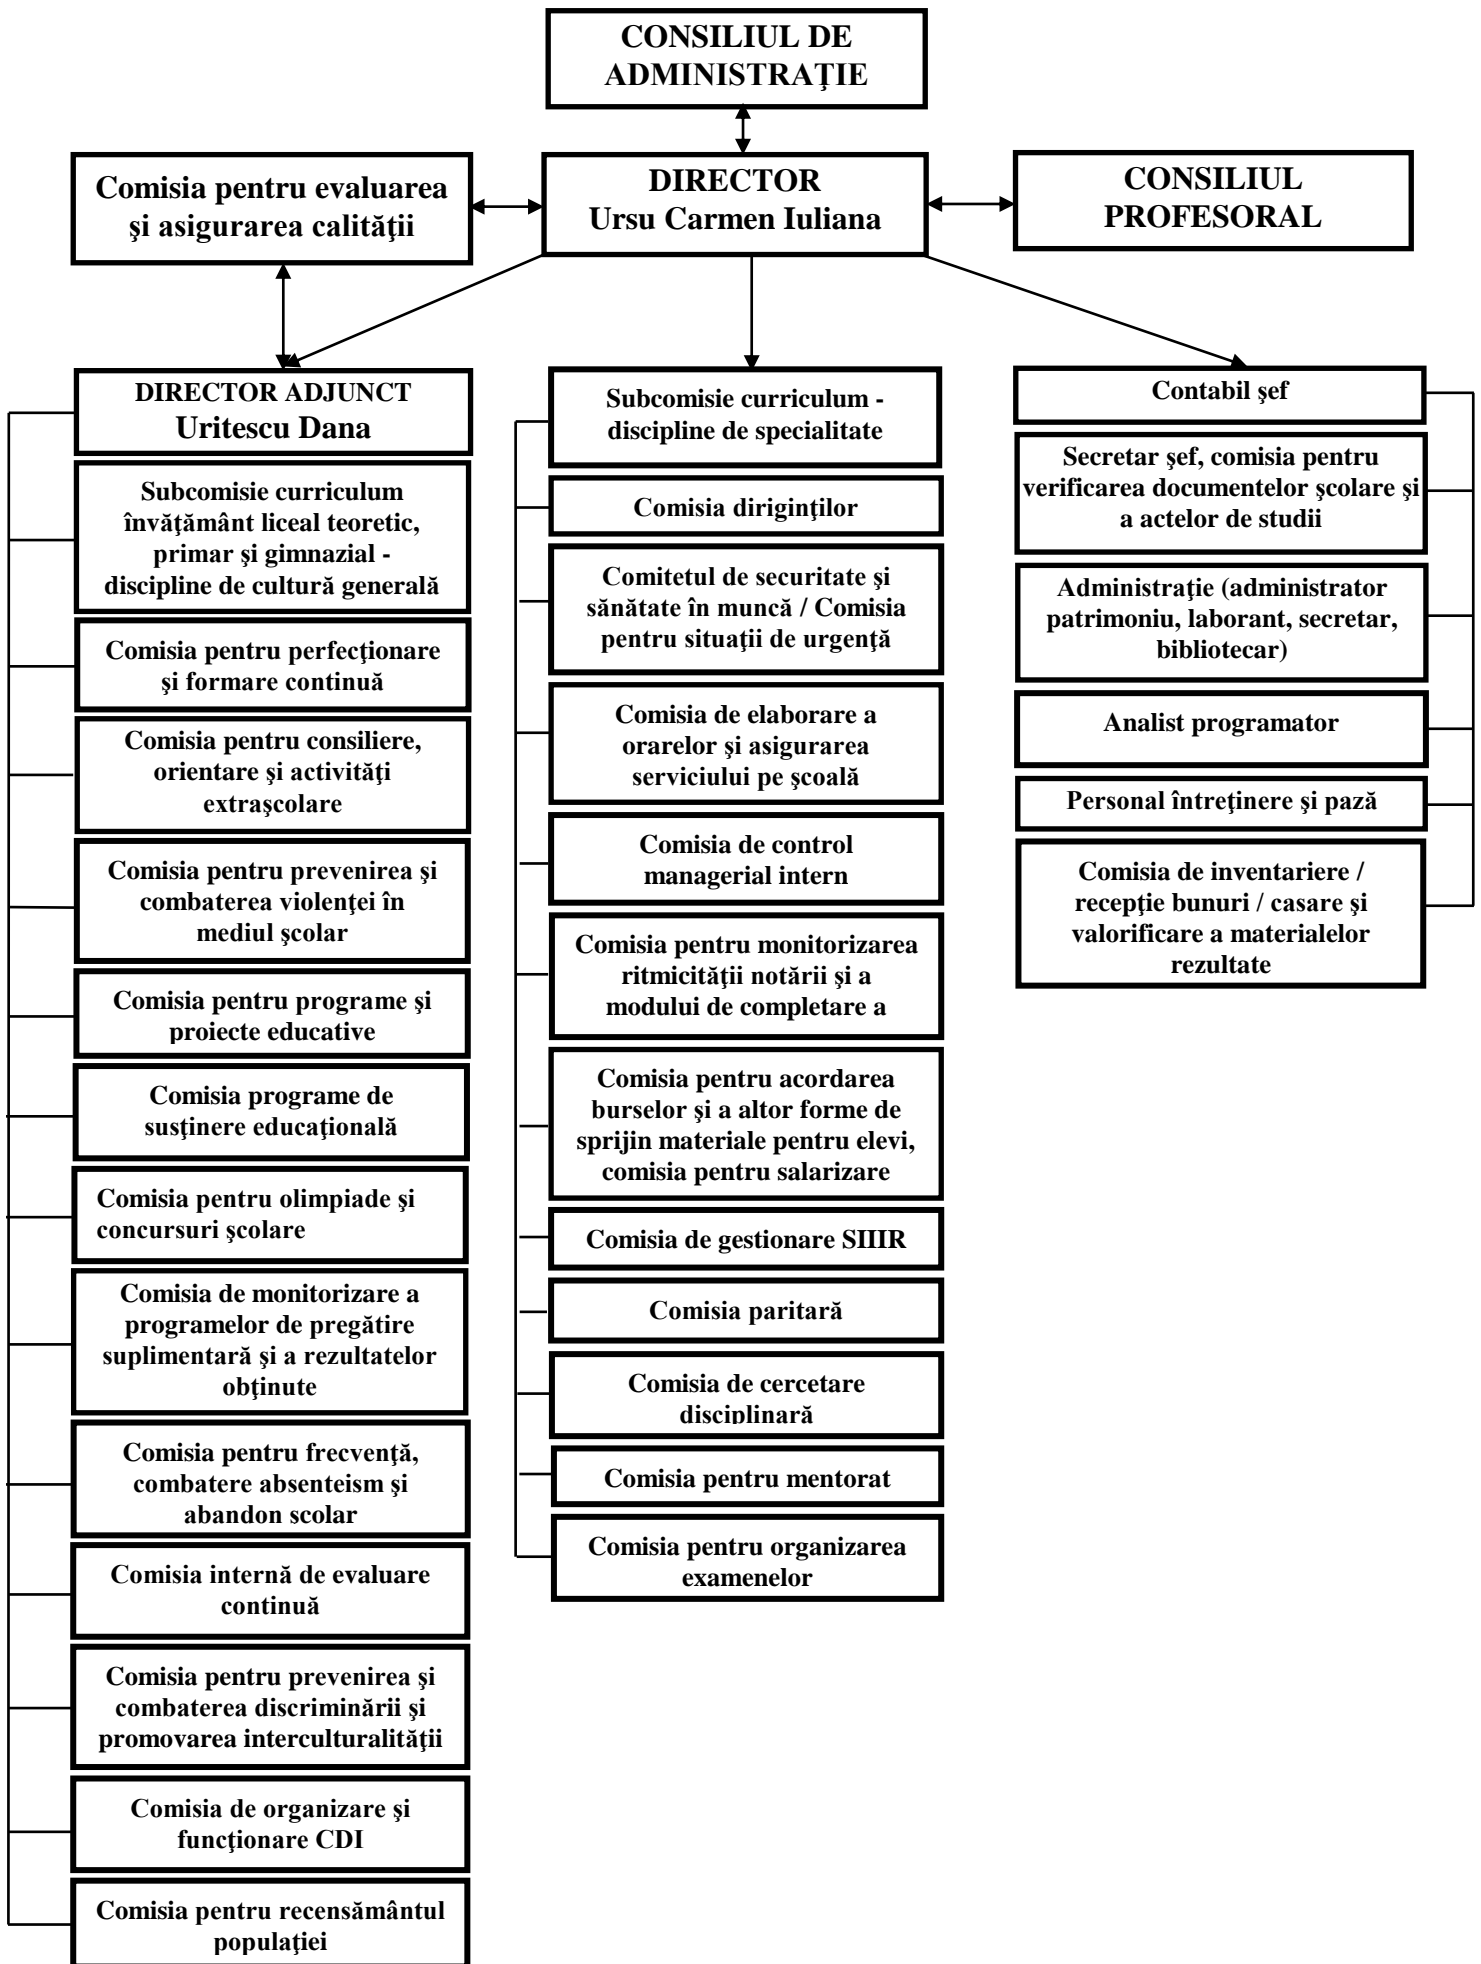 CONSILIUL DE
ADMINISTRAŢIE
Comisia pentru evaluarea
şi asigurarea calităţii
DIRECTOR
Ursu Carmen Iuliana
CONSILIUL
PROFESORAL
DIRECTOR ADJUNCT
Uritescu Dana
Subcomisie curriculum
învăţământ liceal teoretic,
primar şi gimnazial -
discipline de cultură generală
Comisia pentru perfecţionare
şi formare continuă
Comisia pentru consiliere,
orientare şi activităţi
extraşcolare
Comisia pentru prevenirea şi
combaterea violenţei în
mediul şcolar
Comisia pentru programe şi
proiecte educative
Comisia programe de
susţinere educaţională
Comisia pentru olimpiade şi
concursuri şcolare
Comisia de monitorizare a
programelor de pregătire
suplimentară şi a rezultatelor
obţinute
Comisia pentru frecvenţă,
combatere absenteism şi
abandon scolar
Comisia internă de evaluare
continuă
Comisia pentru prevenirea şi
combaterea discriminării şi
promovarea interculturalităţii
Comisia de organizare şi
funcţionare CDI
Comisia pentru recensământul
populaţiei
Subcomisie curriculum -
discipline de specialitate
Comisia diriginţilor
Comitetul de securitate şi
sănătate în muncă / Comisia
pentru situaţii de urgenţă
Comisia de elaborare a
orarelor şi asigurarea
serviciului pe şcoală
Comisia de control
managerial intern
Comisia pentru monitorizarea
ritmicităţii notării şi a
modului de completare a
Comisia pentru acordarea
burselor şi a altor forme de
sprijin materiale pentru elevi,
comisia pentru salarizare
Comisia de gestionare SIIIR
Comisia paritară
Comisia de cercetare
disciplinară
Comisia pentru mentorat
Comisia pentru organizarea
examenelor
Contabil şef
Secretar şef, comisia pentru
verificarea documentelor şcolare şi
a actelor de studii
Administraţie (administrator
patrimoniu, laborant, secretar,
bibliotecar)
Analist programator
Personal întreţinere şi pază
Comisia de inventariere /
recepţie bunuri / casare şi
valorificare a materialelor
rezultate